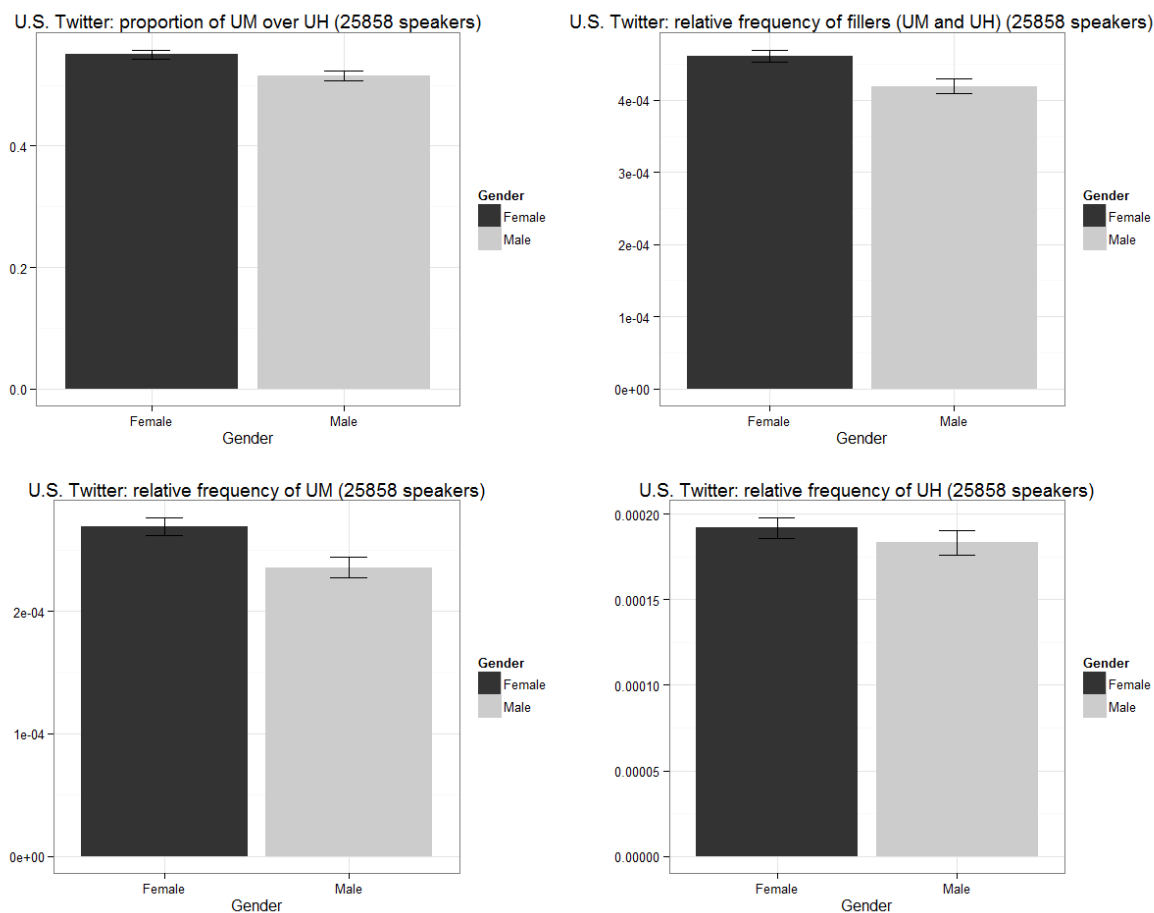 U.S. Twitter: proportion of UM over UH (25858 speakers)
0.4
0.2
0.0
Female
Male
Gender
Gender
Female
Male
U.S. Twitter: relative frequency of fillers (UM and UH) (25858 speakers)
4e-04
3e-04
2e-04
1e-04
0e+00
Female
Male
Gender
Gender
Female
Male
U.S. Twitter: relative frequency of UM (25858 speakers)
2e-04
1e-04
0e+00
Female
Male
Gender
Gender
Female
Male
U.S. Twitter: relative frequency of UH (25858 speakers)
0.00020
0.00015
0.00010
0.00005
0.00000
Female
Male
Gender
Gender
Female
Male